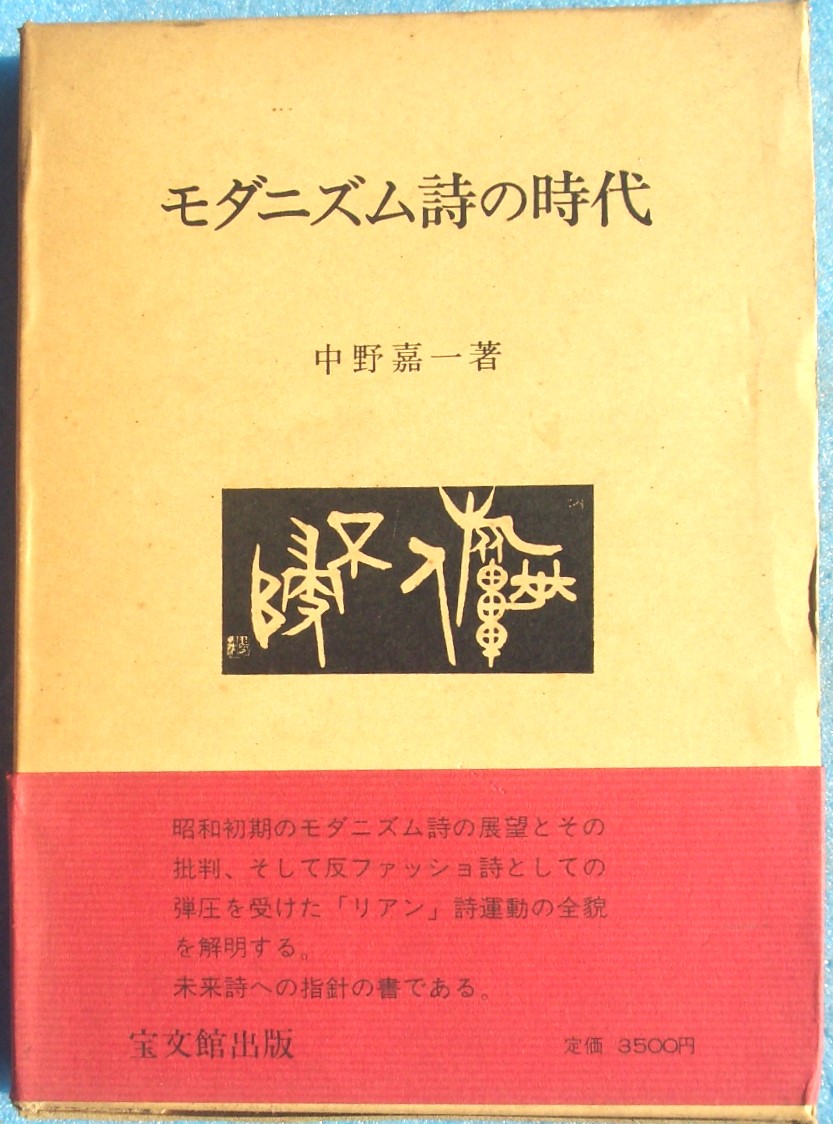 モダニズム詩の時代
中野嘉一著
昭和初期のモダニズム詩の展望とその
批判、そして反ファッショ詩としての
弾圧を受けた「リアン」詩運動の全貌
を解明する。
未来詩への指針の書である。
宝文館出版
定価 3500円